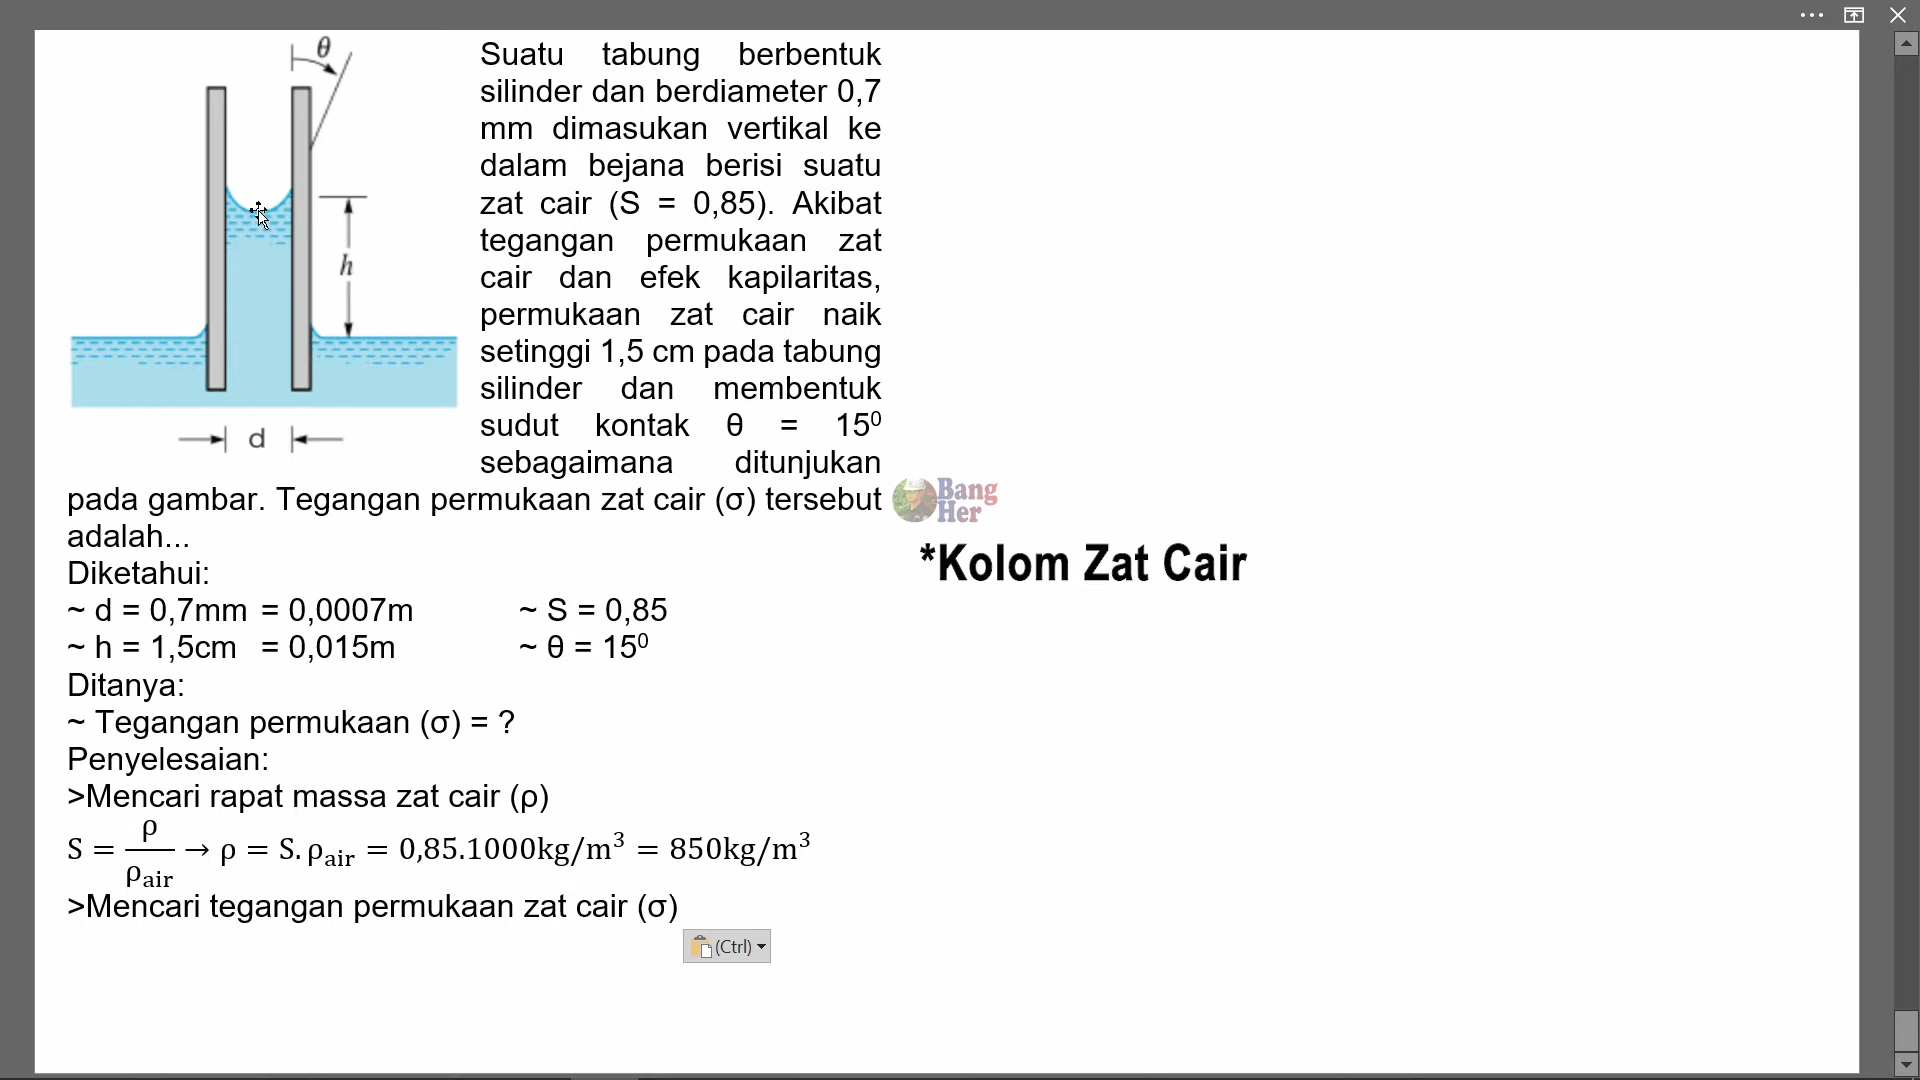 θ
h
d
Suatu tabung berbentuk
silinder dan berdiameter 0,7
mm dimasukan vertikal ke
dalam bejana berisi suatu
zat cair (S = 0,85). Akibat
tegangan permukaan zat
cair dan efek kapilaritas,
permukaan zat cair naik
setinggi 1,5 cm pada tabung
silinder dan membentuk
sudut kontak θ = 15⁰
sebagaimana ditunjukan
pada gambar. Tegangan permukaan zat cair (σ) tersebut
adalah...
Bang
Her
*Kolom Zat Cair
Diketahui:
~ d = 0,7mm = 0,0007m ~ S = 0,85
~ h = 1,5cm = 0,015m ~ θ = 15⁰
Ditanya:
~ Tegangan permukaan (σ) = ?
Penyelesaian:
>Mencari rapat massa zat cair (ρ)
S = ρ/ρair → ρ = S. ρair = 0,85.1000kg/m³ = 850kg/m³
>Mencari tegangan permukaan zat cair (σ)
(Ctrl)